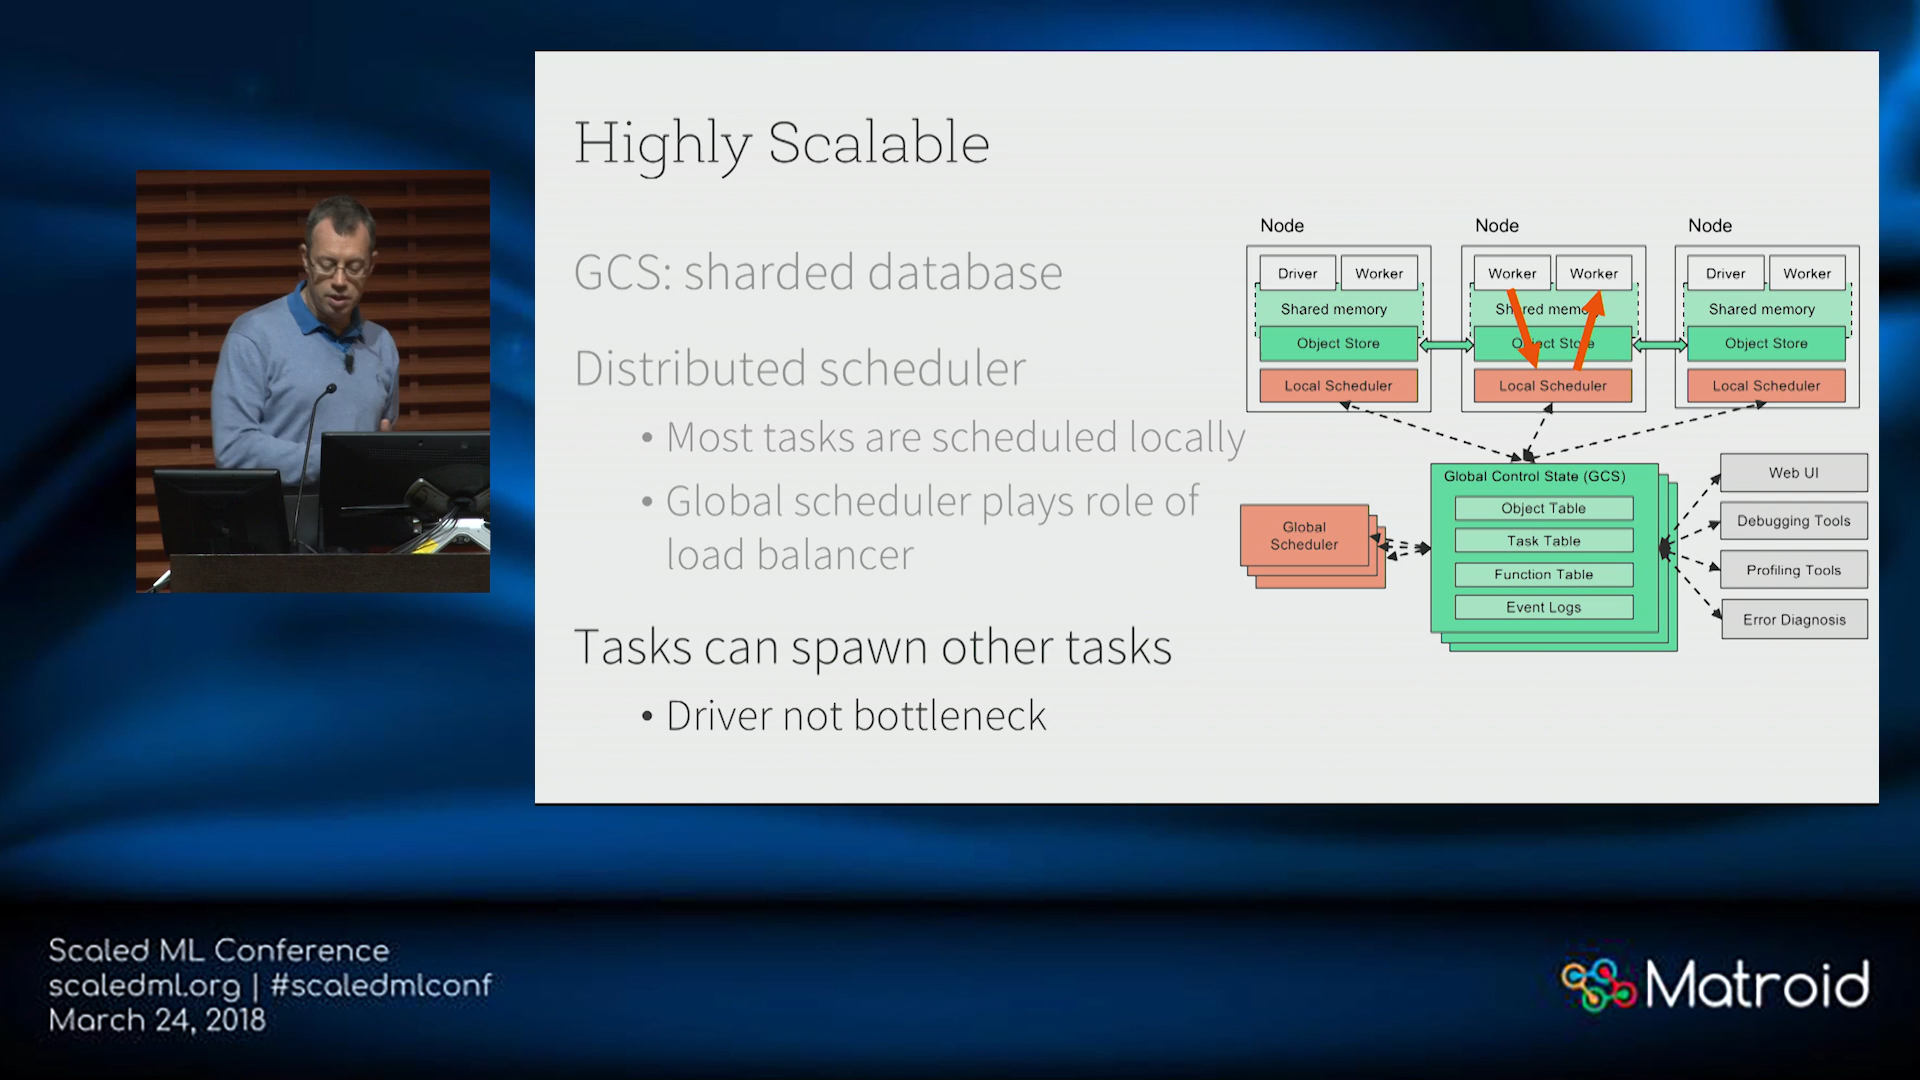 Highly Scalable
GCS: sharded database
Distributed scheduler
• Most tasks are scheduled locally
• Global scheduler plays role of
load balancer
Tasks can spawn other tasks
• Driver not bottleneck
Node
Node
Node
Driver
Worker
Worker
Worker
Driver
Worker
Shared memory
Shared memory
Shared memory
Object Store
Object Store
Object Store
Local Scheduler
Local Scheduler
Local Scheduler
Global
Scheduler
Global Control State (GCS)
Object Table
Task Table
Function Table
Event Logs
Web UI
Debugging Tools
Profiling Tools
Error Diagnosis
Scaled ML Conference
scaledml.org | #scaledmlconf
March 24, 2018
Matroid